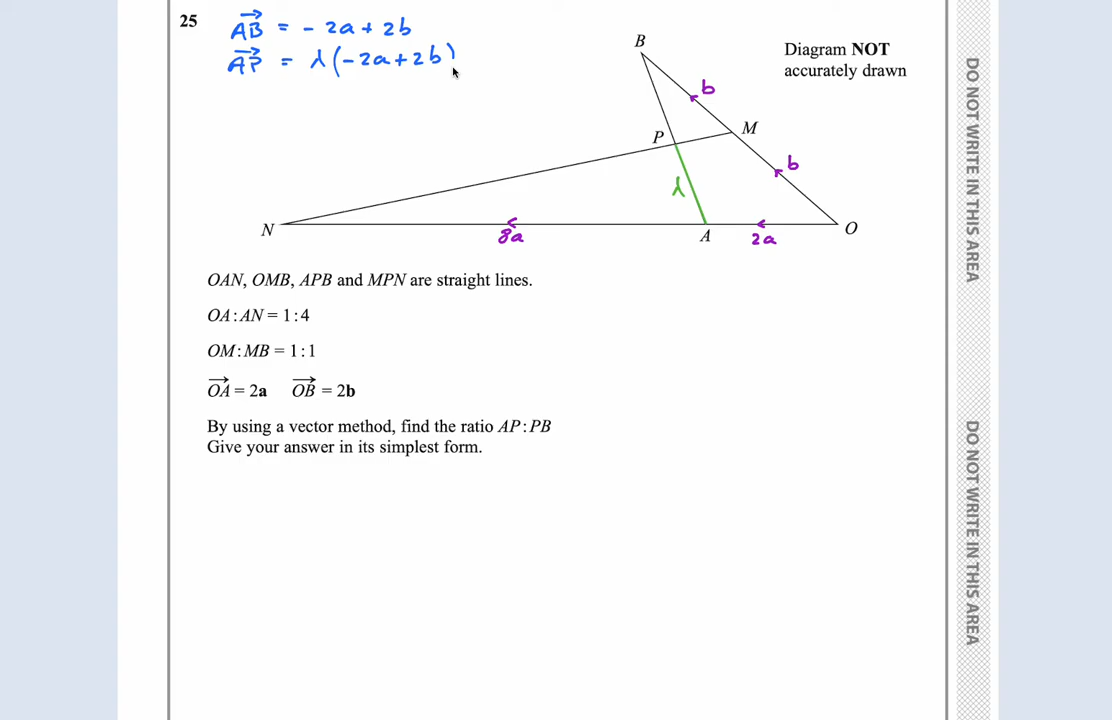 25
AB = - 2a + 2b
AP = λ(-2a+2b)
B
Diagram NOT
accurately drawn
b
M
P
b
λ
N
8a
A
2a
O
OAN, OMB, APB and MPN are straight lines.
OA : AN = 1 : 4
OM : MB = 1 : 1
OA = 2a OB = 2b
By using a vector method, find the ratio AP : PB
Give your answer in its simplest form.
DO NOT WRITE IN THIS AREA
DO NOT WRITE IN THIS AREA